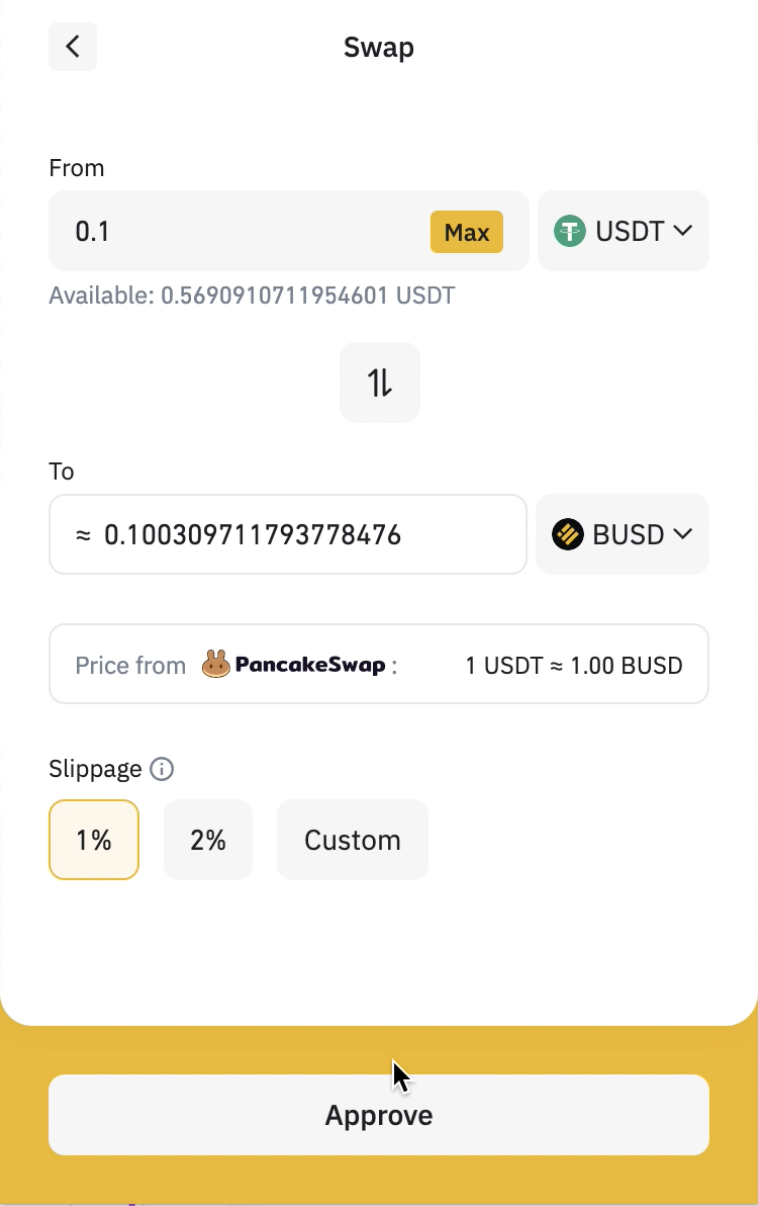 Swap
From
0.1 Max USDT
Available: 0.5690910711954601 USDT
To
≈ 0.100309711793778476 BUSD
Price from PancakeSwap : 1 USDT ≈ 1.00 BUSD
Slippage
1% 2% Custom
Approve